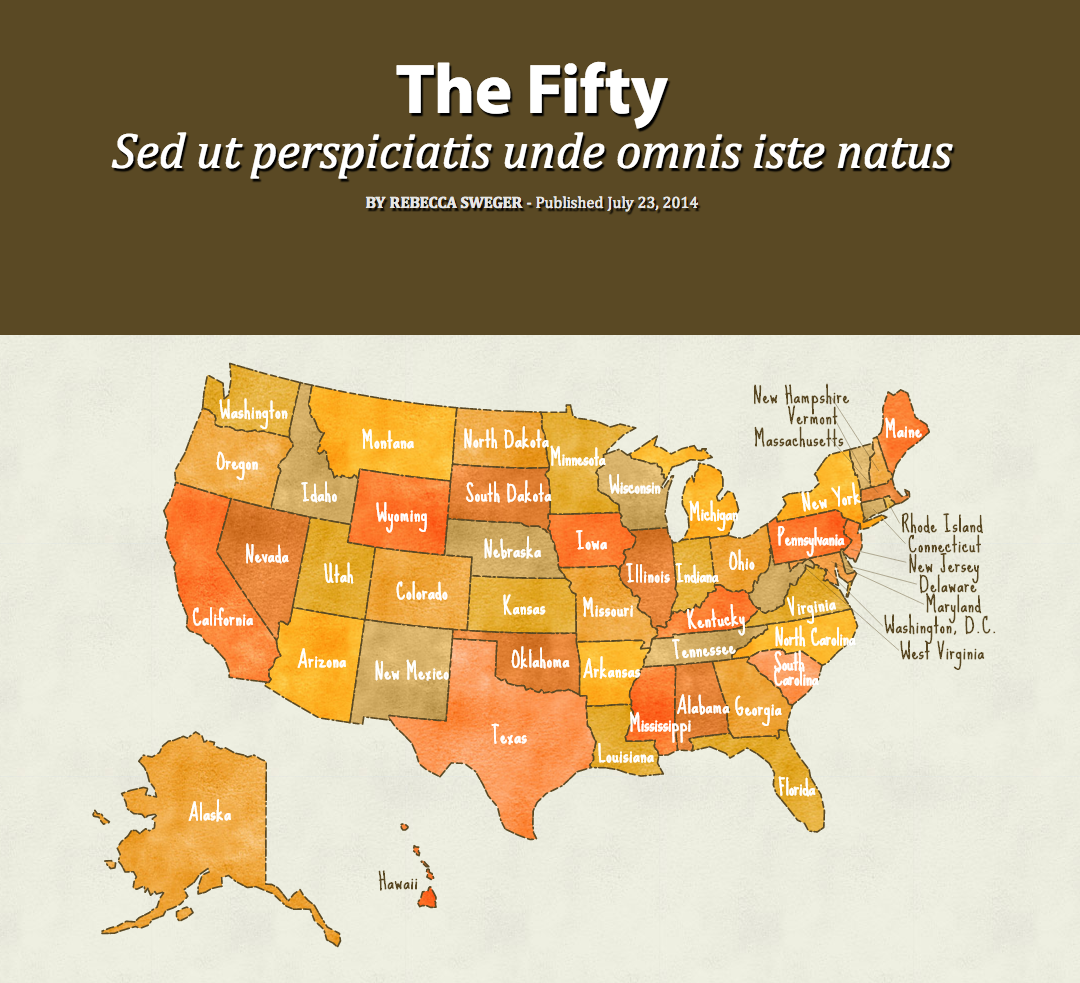 The Fifty
Sed ut perspiciatis unde omnis iste natus
BY REBECCA SWEGER - Published July 23, 2014
Washington
Montana
North Dakota
Minnesota
Oregon
Idaho
South Dakota
Wisconsin
Wyoming
Michigan
New Hampshire
Vermont
Massachusetts
Maine
New York
Iowa
Pennsylvania
Nevada
Nebraska
Utah
Colorado
Illinois
Indiana
Ohio
Rhode Island
Connecticut
New Jersey
Delaware
Maryland
Washington, D.C.
West Virginia
California
Kansas
Missouri
Kentucky
Virginia
Arizona
New Mexico
Oklahoma
Arkansas
Tennessee
North Carolina
South
Carolina
Texas
Louisiana
Mississippi
Alabama
Georgia
Florida
Alaska
Hawaii